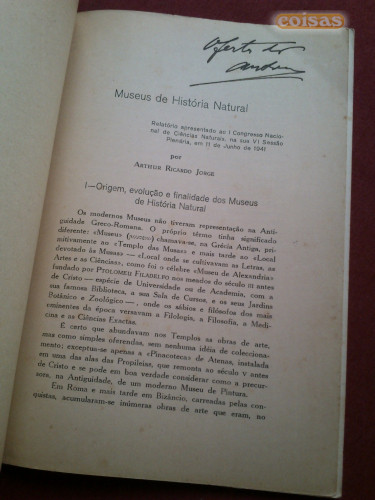 coisas
Oferta do
Museus de História Natural
Relatório apresentado ao I Congresso Nacio-
nal de Ciências Naturais, na sua VI Sessão
Plenária, em 11 de Junho de 1941
por
ARTHUR RICARDO JORGE
I—Origem, evolução e finalidade dos Museus
de História Natural
Os modernos Museus não tiveram representação na Anti-
guidade Greco-Romana. O próprio têrmo tinha significado
diferente: «Museu» chamava-se, na Grécia Antiga, pri-
mitivamente ao «Templo das Musas» e mais tarde ao «Local
devotado às Musas» — «Local onde se cultivavam as Letras, as
Artes e as Ciências», como foi o célebre «Museu de Alexandria»
fundado por PTOLOMEU FILADELFO nos meados do século III antes
de Cristo — espécie de Universidade ou de Academia, com a
sua famosa Biblioteca, a sua Sala de Cursos, e os seus Jardins
Botânico e Zoológico — , onde os sábios e filósofos dos mais
eminentes da época versavam a Filologia, a Filosofia, a Medi-
cina e as Ciências Exactas.
É certo que abundavam nos Templos as obras de arte,
mas como simples oferendas, sem nenhuma idéia de colecciona-
mento; exceptua-se apenas a «Pinacoteca» de Atenas, instalada
em uma das alas das Propileias, que remonta ao século V antes
de Cristo e se pode em boa verdade considerar como a precur-
sora, na Antiguidade, de um moderno Museu de Pintura.
Em Roma e mais tarde em Bizâncio, carreadas pelas con-
quistas, acumularam-se inúmeras obras de arte que eram, no